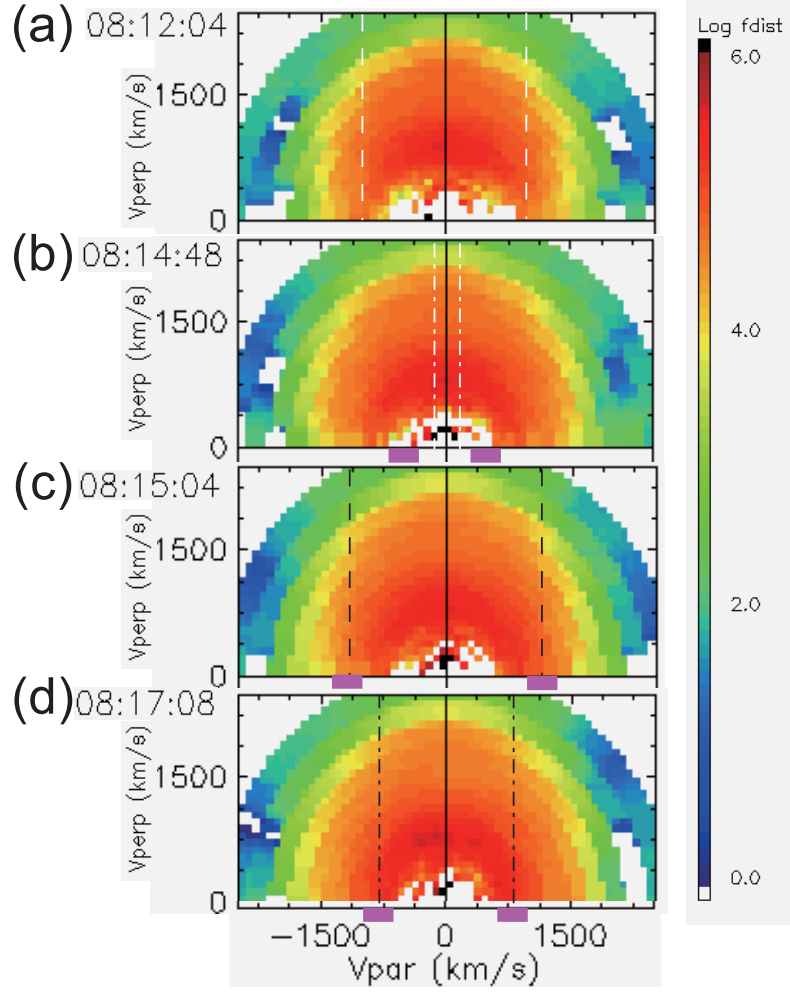 (a) 08:12:04
Log fdist
6.0
4.0
2.0
0.0
Vperp (km/s)
1500
0
(b) 08:14:48
Vperp (km/s)
1500
0
(c) 08:15:04
Vperp (km/s)
1500
0
(d) 08:17:08
Vperp (km/s)
1500
0
−1500 0 1500
Vpar (km/s)